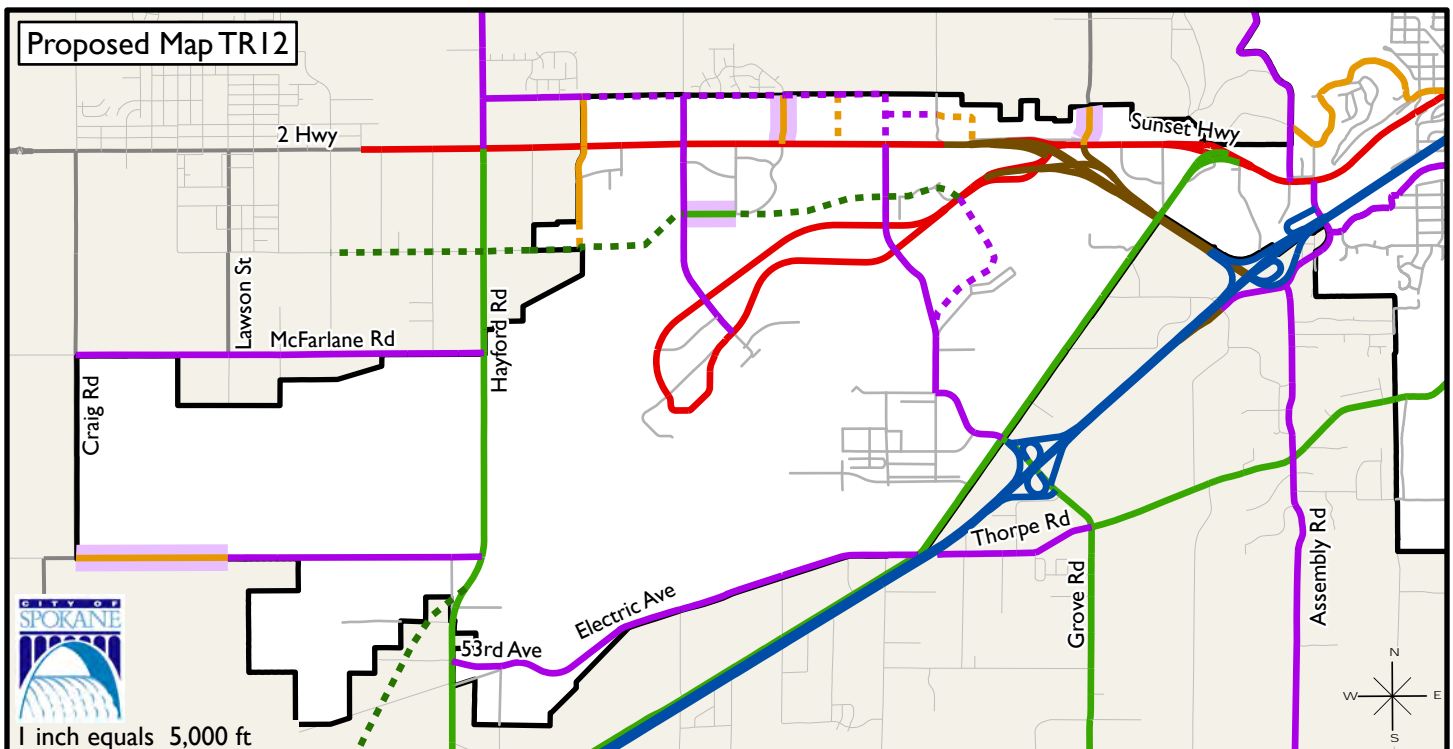 Proposed Map TR12
2 Hwy
Sunset Hwy
Lawson St
Hayford Rd
McFarlane Rd
Craig Rd
Thorpe Rd
Assembly Rd
Grove Rd
Electric Ave
53rd Ave
CITY OF
SPOKANE
N
W
E
S
1 inch equals 5,000 ft